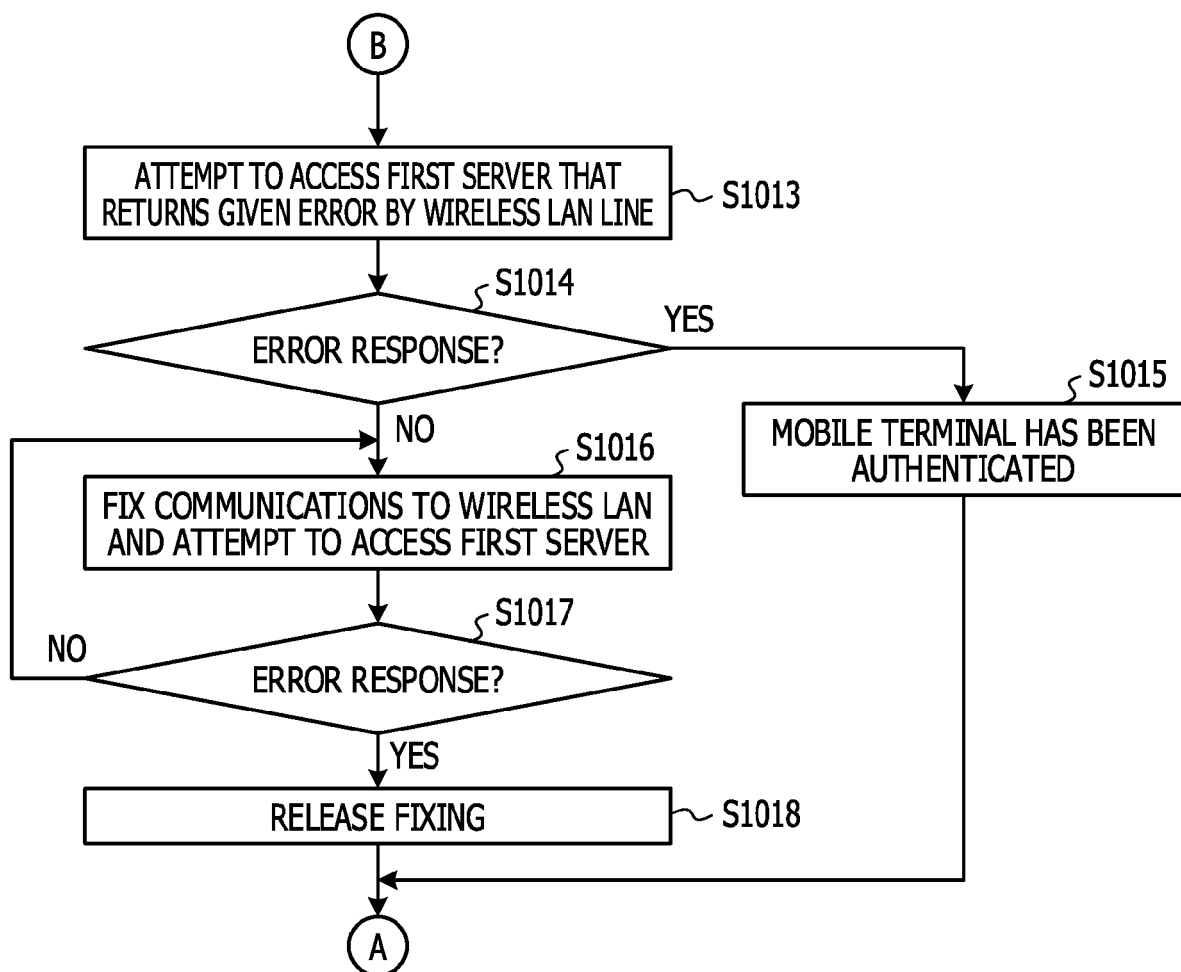 B
ATTEMPT TO ACCESS FIRST SERVER THAT
RETURNS GIVEN ERROR BY WIRELESS LAN LINE
S1013
S1014
ERROR RESPONSE?
YES
S1015
MOBILE TERMINAL HAS BEEN
AUTHENTICATED
NO
S1016
FIX COMMUNICATIONS TO WIRELESS LAN
AND ATTEMPT TO ACCESS FIRST SERVER
S1017
NO
ERROR RESPONSE?
YES
RELEASE FIXING
S1018
A